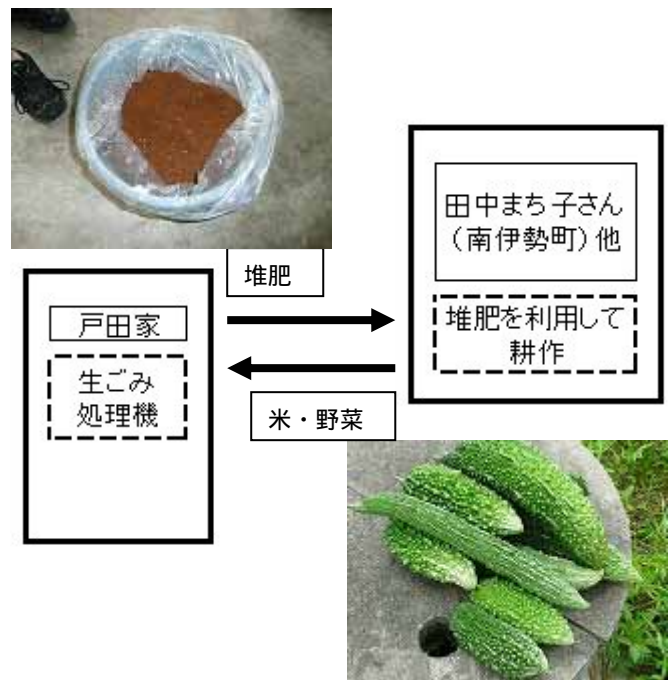 堆肥
田中まち子さん
（南伊勢町）他
堆肥を利用して
耕作
戸田家
生ごみ
処理機
米・野菜